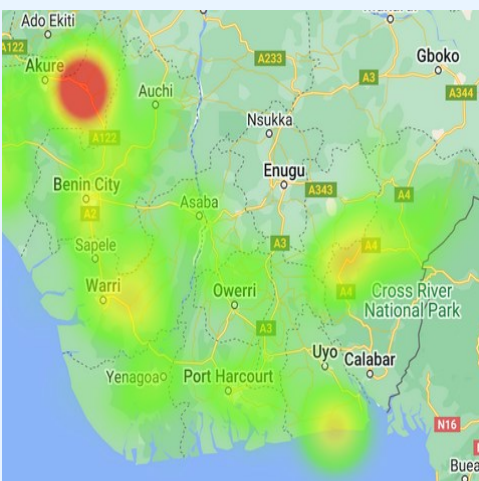 Ado Ekiti
A122
Akure
Auchi
A233
A3
Gboko
A344
Nsukka
A122
Enugu
A343
Benin City
A2
Asaba
A4
Sapele
A3
A4
Warri
Owerri
A4
Cross River
National Park
A3
Uyo
Calabar
Yenagoa
Port Harcourt
N16
Buea